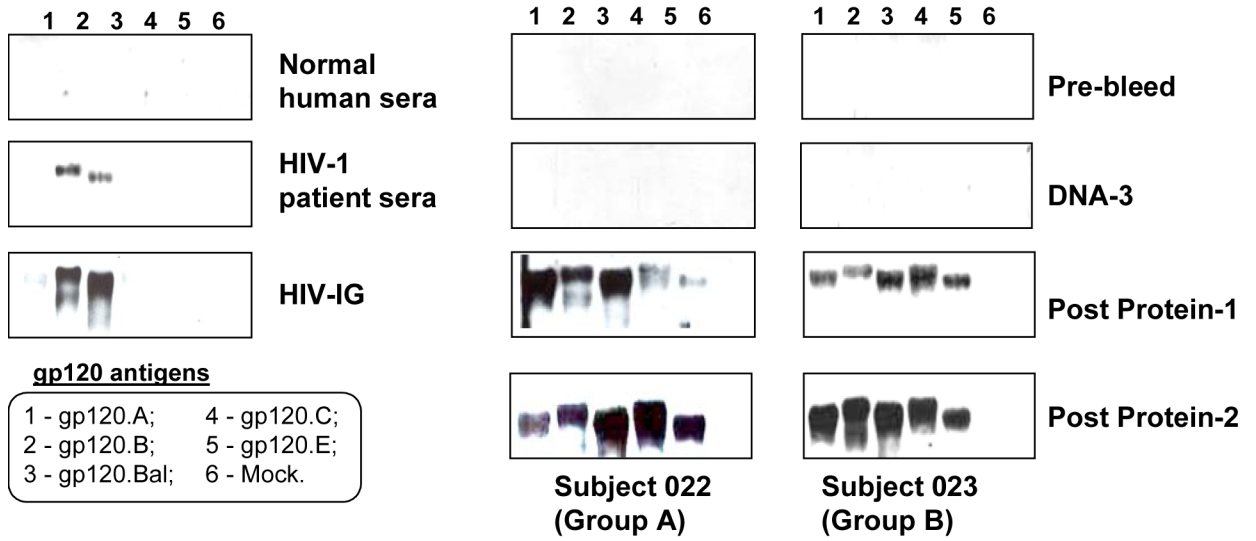 1 2 3 4 5 6
Normal
human sera
HIV-1
patient sera
HIV-IG
gp120 antigens
1 - gp120.A; 4 - gp120.C;
2 - gp120.B; 5 - gp120.E;
3 - gp120.Bal; 6 - Mock.
1 2 3 4 5 6
1 2 3 4 5 6
Pre-bleed
DNA-3
Post Protein-1
Post Protein-2
Subject 022
(Group A)
Subject 023
(Group B)